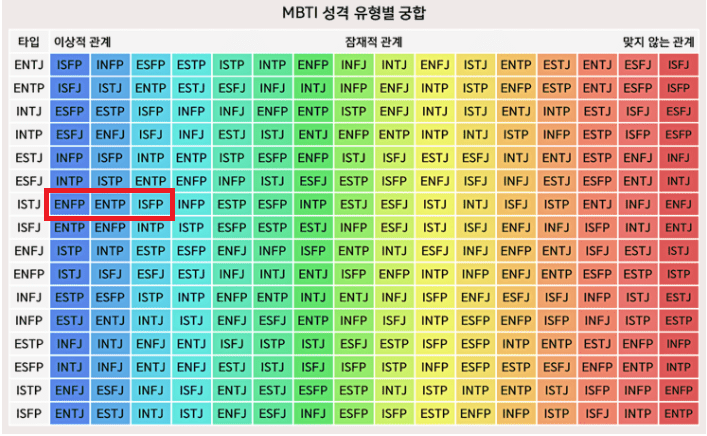 MBTI 성격 유형별 궁합
타입 이상적 관계 잠재적 관계 맞지 않는 관계
ENTJ ISFP INFP ESFP ESTP ISTP INTP ENFP INFJ INTJ ENFJ ISTJ ENTP ESTJ ENTJ ESFJ ISFJ
ENTP ISFJ ISTJ ENTP ESTJ ESFJ INFJ INTJ INFP ENFP ENTP INTP ESTP ENTJ ENTJ ESFP ISFP
INTJ ESFP ESTP ISFP INFP INFJ ENFP ENTP ISTP ENFJ INTJ ISTJ ENTJ INTP ESTJ ISFJ ESFJ
INTP ESFJ ENFJ ISFJ INFJ ESTJ ISTJ ENTJ ENFP ENTP INTP INTJ ISTP INFP ESTP ISFP ESFP
ESTJ INFP ISFP INTP ENTP ISTP ESFP ENFP ISTJ ISFJ ESTJ ESFJ INTJ ENTJ ESTP ENFJ INFJ
ESFJ INTP ISTP ENTP ENFP INFP ISTJ ESFJ ESTP ISFP ENFJ ISFJ INFJ ESTJ ESFP ENTJ INTJ
ISTJ ENFP ENTP ISFP INFP ESTP ESFP INTP ESTJ ESFJ ISTJ INTJ ISFJ ISTP ENTJ INFJ ENFJ
ISFJ ENTP ENFP INTP ISTP ESFP ESTP ESTJ INFP ESFJ ISTJ ISFJ ENFJ INFJ ISFP INTJ ENTJ
ENFJ ISTP INTP ESTP ESFP ENFJ INFP ISFP ENTP INTJ ESFJ INFJ ENFP ENTJ ISFJ ESTJ ISTJ
ENFP ISTJ ISFJ ESFJ ESTJ INFJ INTJ ENTJ ISFP ENFP INTP INFP ENFJ ENTP ESFP ESTP ISTP
INFJ ESTP ESFP ISTP INTP ENFP ENTP INTJ ENTJ INFJ ISFP ENFJ ESFJ ISFJ INFP ISTJ ESTJ
INFP ESTJ ENTJ INTJ ISTJ ENFJ ESFJ ENTP INFP ISFJ INTP ESFP ENFP ISFP INFJ ISTP ESTP
ESTP INFJ INTJ ENFJ ENTJ ISFJ ISTP ISTJ ESFJ ESTP ISFP ESTP INTP ENTP ESTJ ENFP INFP
ESFP INTJ INFJ ENTJ ENFJ ESTJ ISTJ ISFJ ISFP ISTP INFP ESFP ESTP ESFJ ENFP ENTP INTP
ISTP ENFJ ESFJ INFJ ISFJ ENTJ ESTJ ESFP ESTP INTJ ISTP INTP ENTP ISTJ ISFP INFP ENFP
ISFP ENTJ ESTJ INTJ ISTJ ENFJ ESFJ INFJ ESFP ISFP ESTP ENFP INFP ISTP ISFJ INTP ENTP